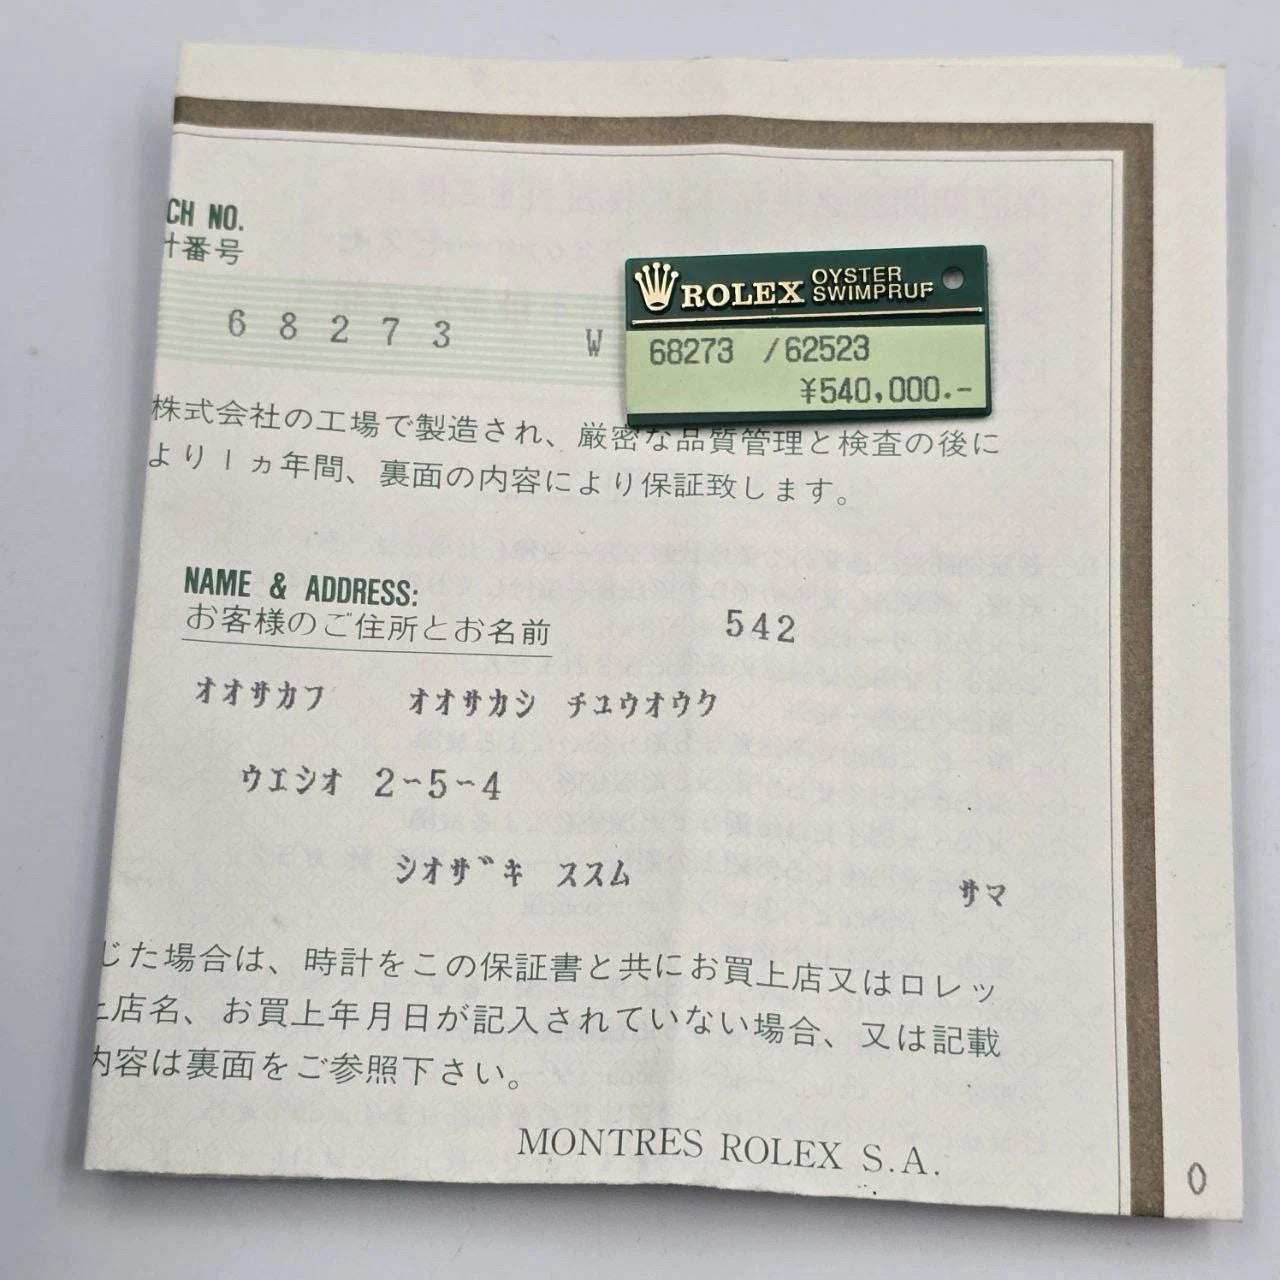 CH NO.
計番号
68273 W
ROLEX OYSTER SWIMPRUF
68273 /62523
¥540,000.-
株式会社の工場で製造され、厳密な品質管理と検査の後に
より1ヵ年間、裏面の内容により保証致します。
NAME & ADDRESS:
お客様のご住所とお名前
542
オオサカフ オオサカシ チユウオウク
ウエシオ 2-5-4
シオザキ ススム
サマ
じた場合は、時計をこの保証書と共にお買上店又はロレッ
上店名、お買上年月日が記入されていない場合、又は記載
内容は裏面をご参照下さい。
MONTRES ROLEX S.A.
0